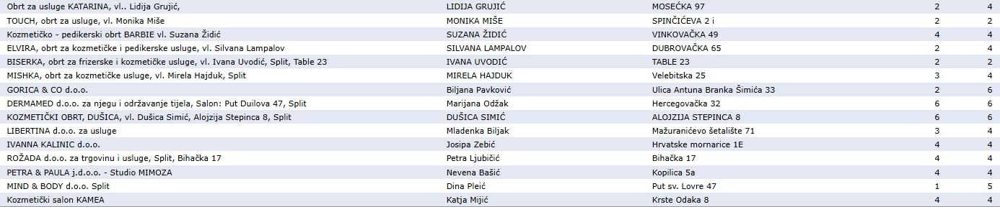 Obrt za usluge KATARINA, vl.. Lidija Grujić, LIDIJA GRUJIĆ MOSEĆKA 97 2 4
TOUCH, obrt za usluge, vl. Monika Miše MONIKA MIŠE SPINČIĆEVA 2 i 2 2
Kozmetičko - pedikerski obrt BARBIE vl. Suzana Židić SUZANA ŽIDIĆ VINKOVAČKA 49 4 4
ELVIRA, obrt za kozmetičke i pedikerske usluge, vl. Silvana Lampalov SILVANA LAMPALOV DUBROVAČKA 65 2 4
BISERKA, obrt za frizerske i kozmetičke usluge, vl. Ivana Uvodić, Split, Table 23 IVANA UVODIĆ TABLE 23 2 2
MISHKA, obrt za kozmetičke usluge, vl. Mirela Hajduk, Split MIRELA HAJDUK Velebitska 25 3 4
GORICA & CO d.o.o. Biljana Pavković Ulica Antuna Branka Šimića 33 2 6
DERMAMED d.o.o. za njegu i održavanje tijela, Salon: Put Duilova 47, Split Marijana Odžak Hercegovačka 32 6 6
KOZMETIČKI OBRT, DUŠICA, vl. Dušica Simić, Alojzija Stepinca 8, Split DUŠICA SIMIĆ ALOJZIJA STEPINCA 8 6 6
LIBERTINA d.o.o. za usluge Mladenka Biljak Mažuranićevo šetalište 71 3 4
IVANNA KALINIC d.o.o. Josipa Zebić Hrvatske mornarice 1E 4 4
ROŽADA d.o.o. za trgovinu i usluge, Split, Bihačka 17 Petra Ljubičić Bihačka 17 4 4
PETRA & PAULA j.d.o.o. - Studio MIMOZA Nevena Bašić Kopilica 5a 4 4
MIND & BODY d.o.o. Split Dina Pleić Put sv. Lovre 47 1 5
Kozmetički salon KAMEA Katja Mijić Krste Odaka 8 4 4